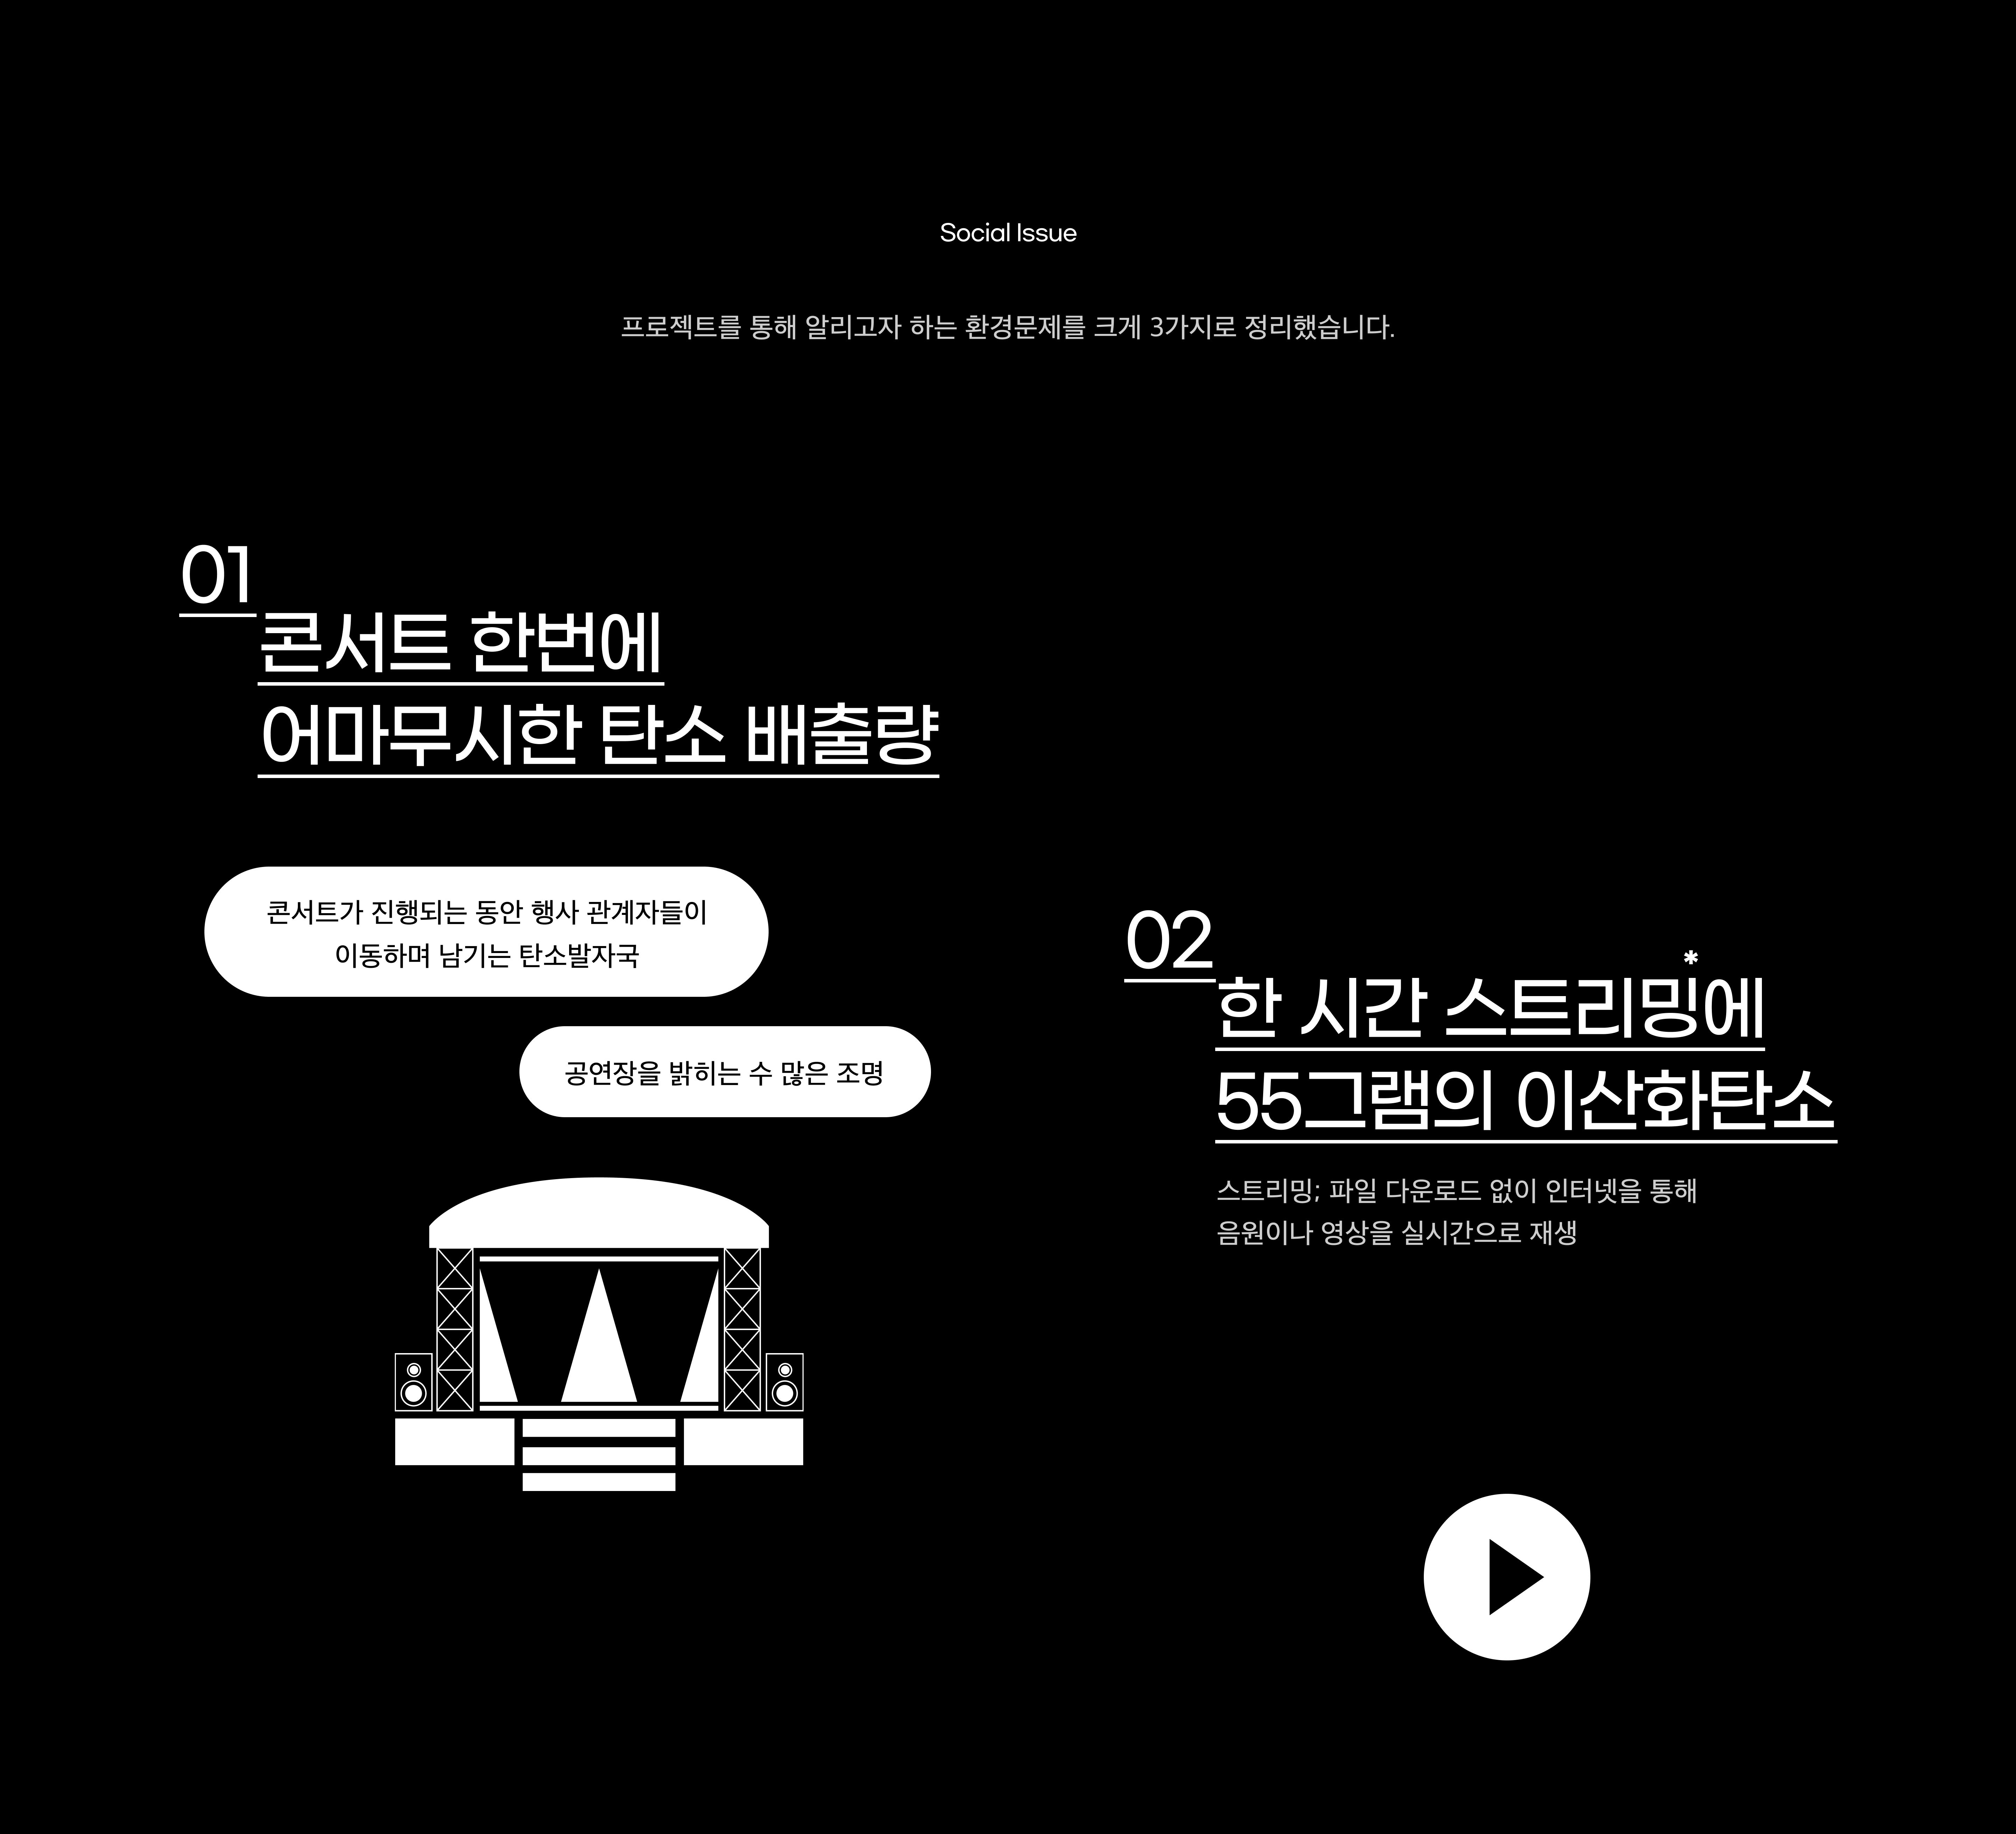 Social Issue
프로젝트를 통해 알리고자 하는 환경문제를 크게 3가지로 정리했습니다.
01
콘서트 한번에
어마무시한 탄소 배출량
콘서트가 진행되는 동안 행사 관계자들이
이동하며 남기는 탄소발자국
공연장을 밝히는 수 많은 조명
02
한 시간 스트리밍*에
55그램의 이산화탄소
스트리밍; 파일 다운로드 없이 인터넷을 통해
음원이나 영상을 실시간으로 재생